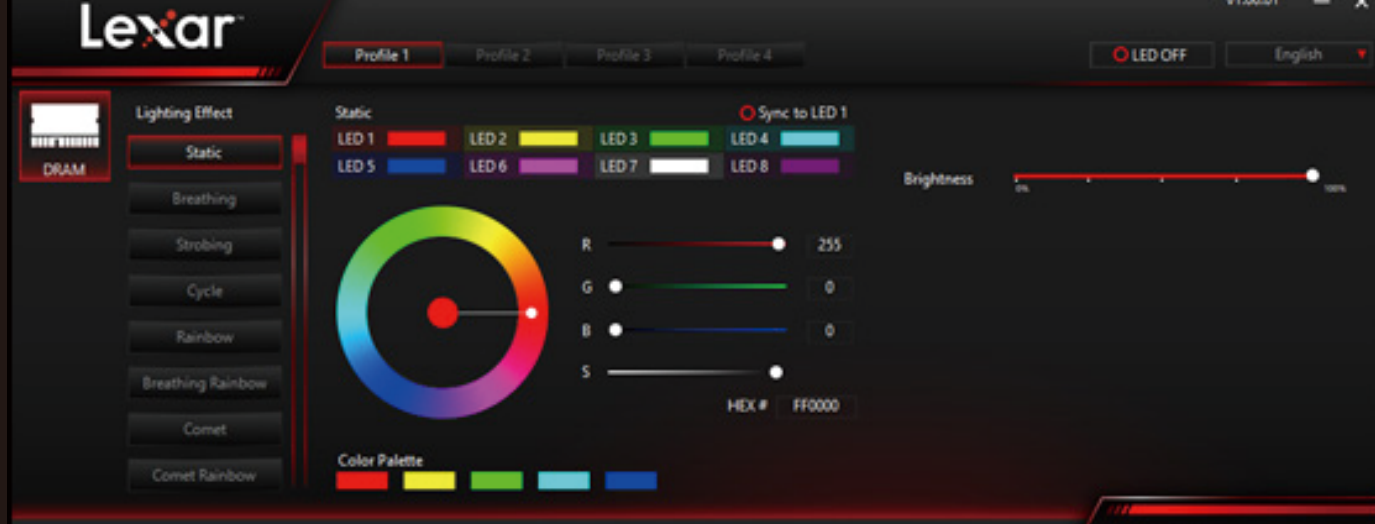 Lexar
Profile 1 Profile 2 Profile 3 Profile 4
LED OFF English
DRAM
Lighting Effect
Static
Breathing
Strobing
Cycle
Rainbow
Breathing Rainbow
Comet
Comet Rainbow
Static Sync to LED 1
LED 1 LED 2 LED 3 LED 4
LED 5 LED 6 LED 7 LED 8
R 255
G 0
B 0
S
HEX # FF0000
Color Palette
Brightness 0% 100%